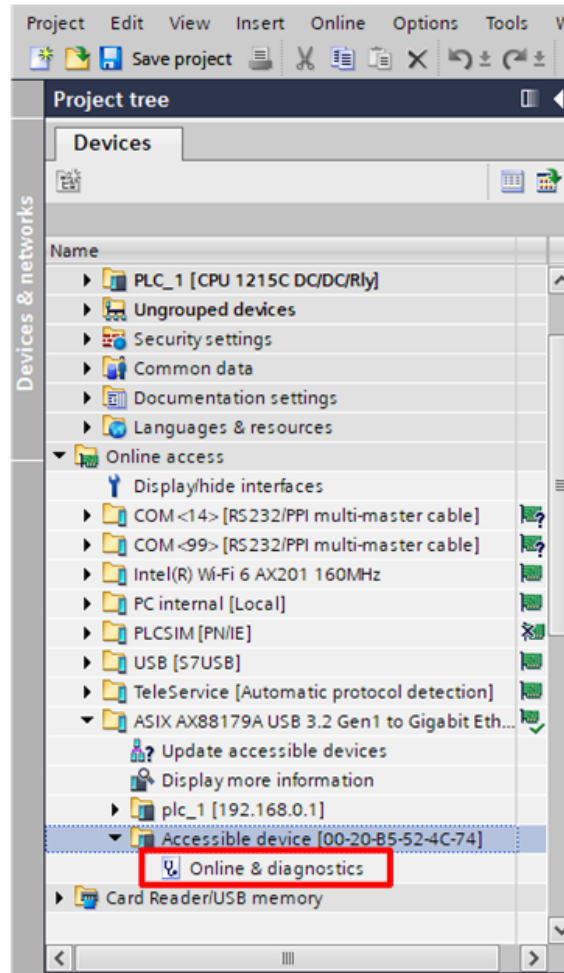 Project Edit View Insert Online Options Tools W
Save project
Project tree
Devices
Devices & networks
Name
PLC_1 [CPU 1215C DC/DC/Rly]
Ungrouped devices
Security settings
Common data
Documentation settings
Languages & resources
Online access
Display/hide interfaces
COM <14> [RS232/PPI multi-master cable]
COM <99> [RS232/PPI multi-master cable]
Intel(R) Wi-Fi 6 AX201 160MHz
PC internal [Local]
PLCSIM [PN/IE]
USB [S7USB]
TeleService [Automatic protocol detection]
ASIX AX88179A USB 3.2 Gen1 to Gigabit Eth...
Update accessible devices
Display more information
plc_1 [192.168.0.1]
Accessible device [00-20-B5-52-4C-74]
Online & diagnostics
Card Reader/USB memory